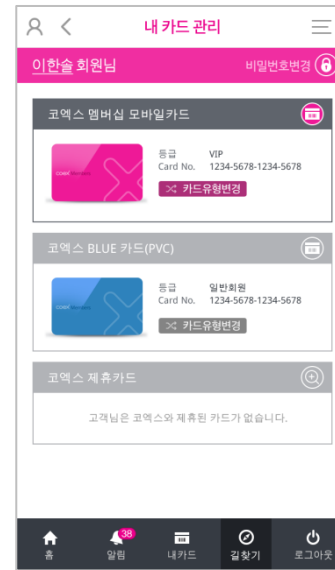 내 카드 관리
이한솔 회원님
비밀번호변경
코엑스 멤버십 모바일카드
등급 VIP
Card No. 1234-5678-1234-5678
카드유형변경
코엑스 BLUE 카드(PVC)
등급 일반회원
Card No. 1234-5678-1234-5678
카드유형변경
코엑스 제휴카드
고객님은 코엑스와 제휴된 카드가 없습니다.
38
홈 알림 내카드 길찾기 로그아웃